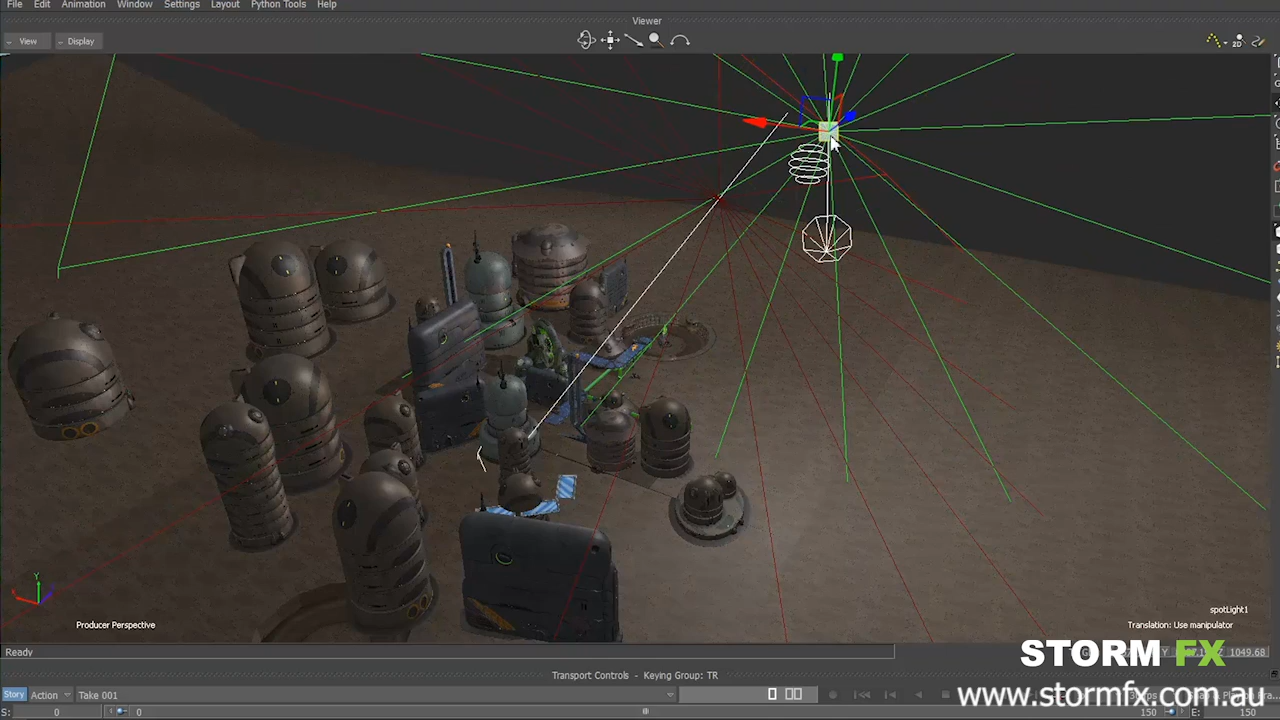 File Edit Animation Window Settings Layout Python Tools Help
Viewer
View Display
2D
Y
spotLight1
Producer Perspective
Translation: Use manipulator
Ready
1049.68
STORM FX
Transport Controls - Keying Group: TR
Story Action Take 001
www.stormfx.com.au
S: 0 0 150 E: 150